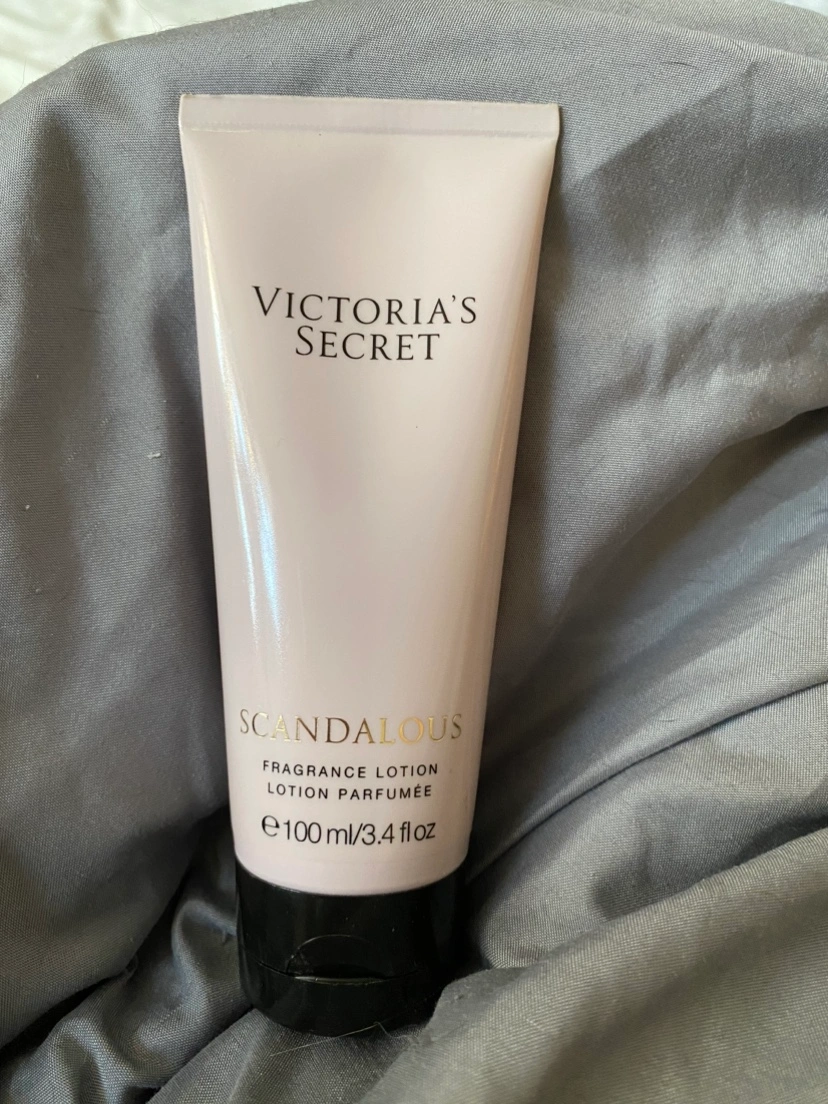 VICTORIA'S
SECRET
SCANDALOUS
FRAGRANCE LOTION
LOTION PARFUMÉE
℮100 ml/3.4 fl oz